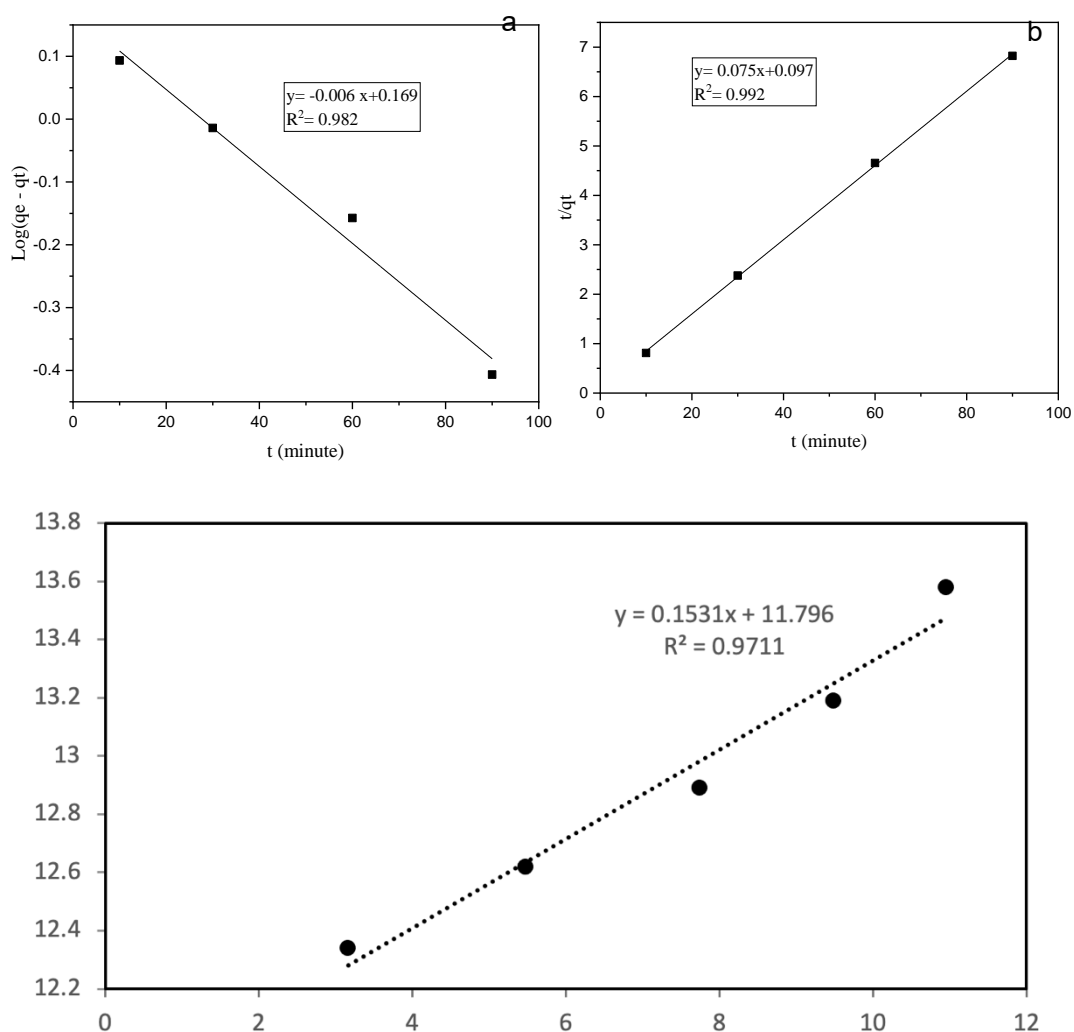 a
0.1
0.0
-0.1
-0.2
-0.3
-0.4
Log(qe - qt)
y= -0.006 x+0.169
R²= 0.982
0 20 40 60 80 100
t (minute)
b
7
6
5
4
3
2
1
0
t/qt
y= 0.075x+0.097
R²= 0.992
0 20 40 60 80 100
t (minute)
13.8
13.6
13.4
13.2
13
12.8
12.6
12.4
12.2
y = 0.1531x + 11.796
R² = 0.9711
0 2 4 6 8 10 12